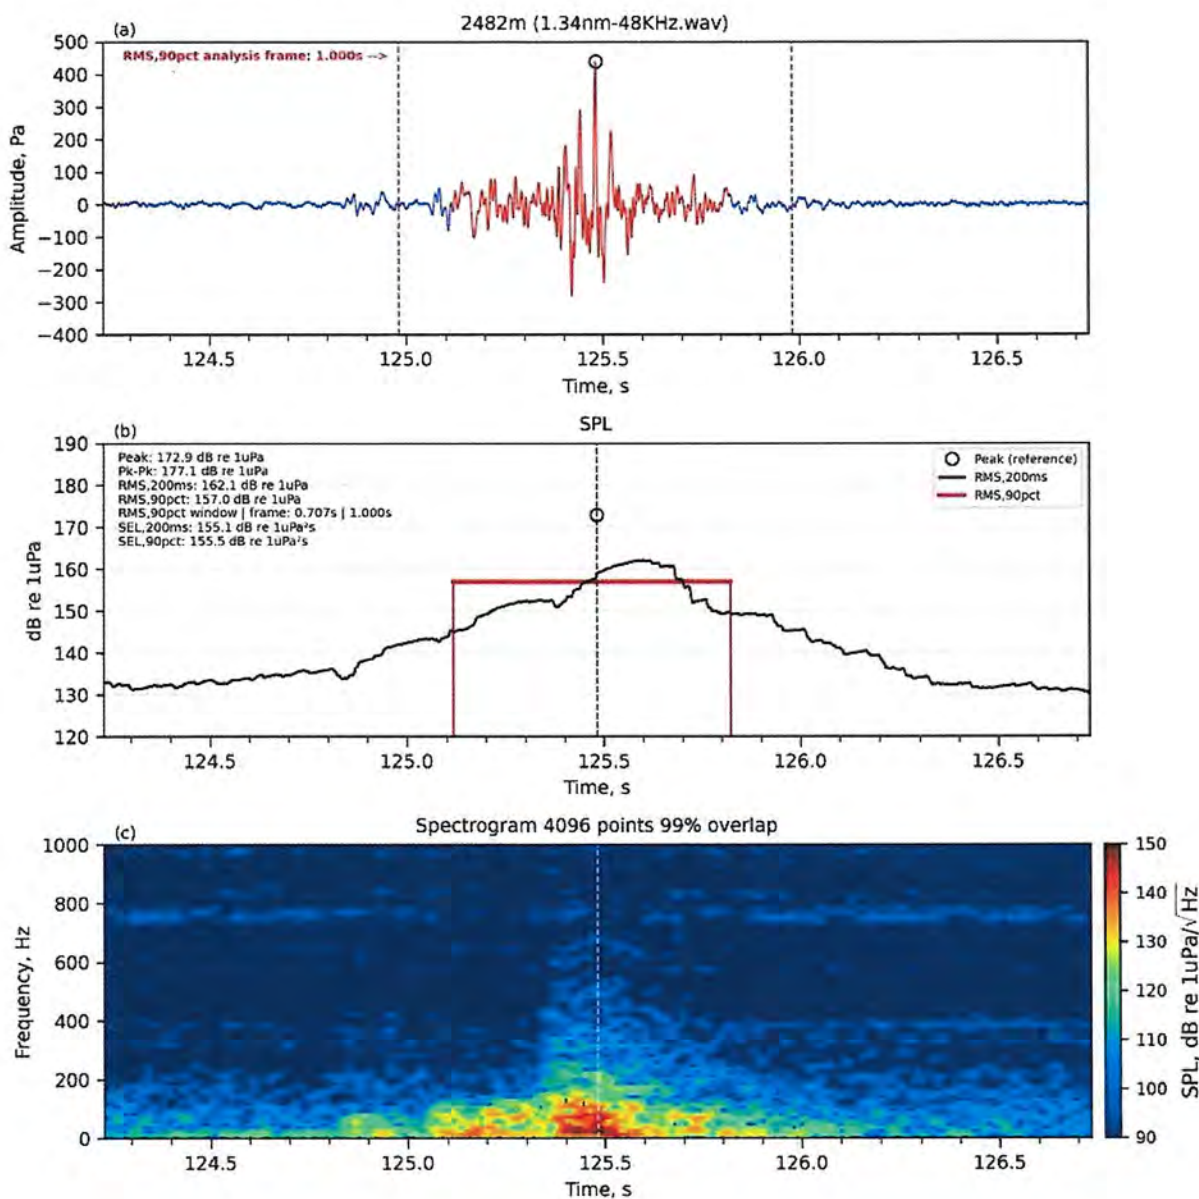 2482m (1.34nm-48KHz.wav)
(a)
RMS,90pct analysis frame: 1.000s -->
Amplitude, Pa
500
400
300
200
100
0
−100
−200
−300
−400
124.5 125.0 125.5 126.0 126.5
Time, s
SPL
(b)
Peak: 172.9 dB re 1uPa
Pk-Pk: 177.1 dB re 1uPa
RMS,200ms: 162.1 dB re 1uPa
RMS,90pct: 157.0 dB re 1uPa
RMS,90pct window | frame: 0.707s | 1.000s
SEL,200ms: 155.1 dB re 1uPa²s
SEL,90pct: 155.5 dB re 1uPa²s
Peak (reference)
RMS,200ms
RMS,90pct
dB re 1uPa
190
180
170
160
150
140
130
120
124.5 125.0 125.5 126.0 126.5
Time, s
Spectrogram 4096 points 99% overlap
(c)
Frequency, Hz
1000
800
600
400
200
0
124.5 125.0 125.5 126.0 126.5
Time, s
150
140
130
120
110
100
90
SPL, dB re 1uPa/√Hz